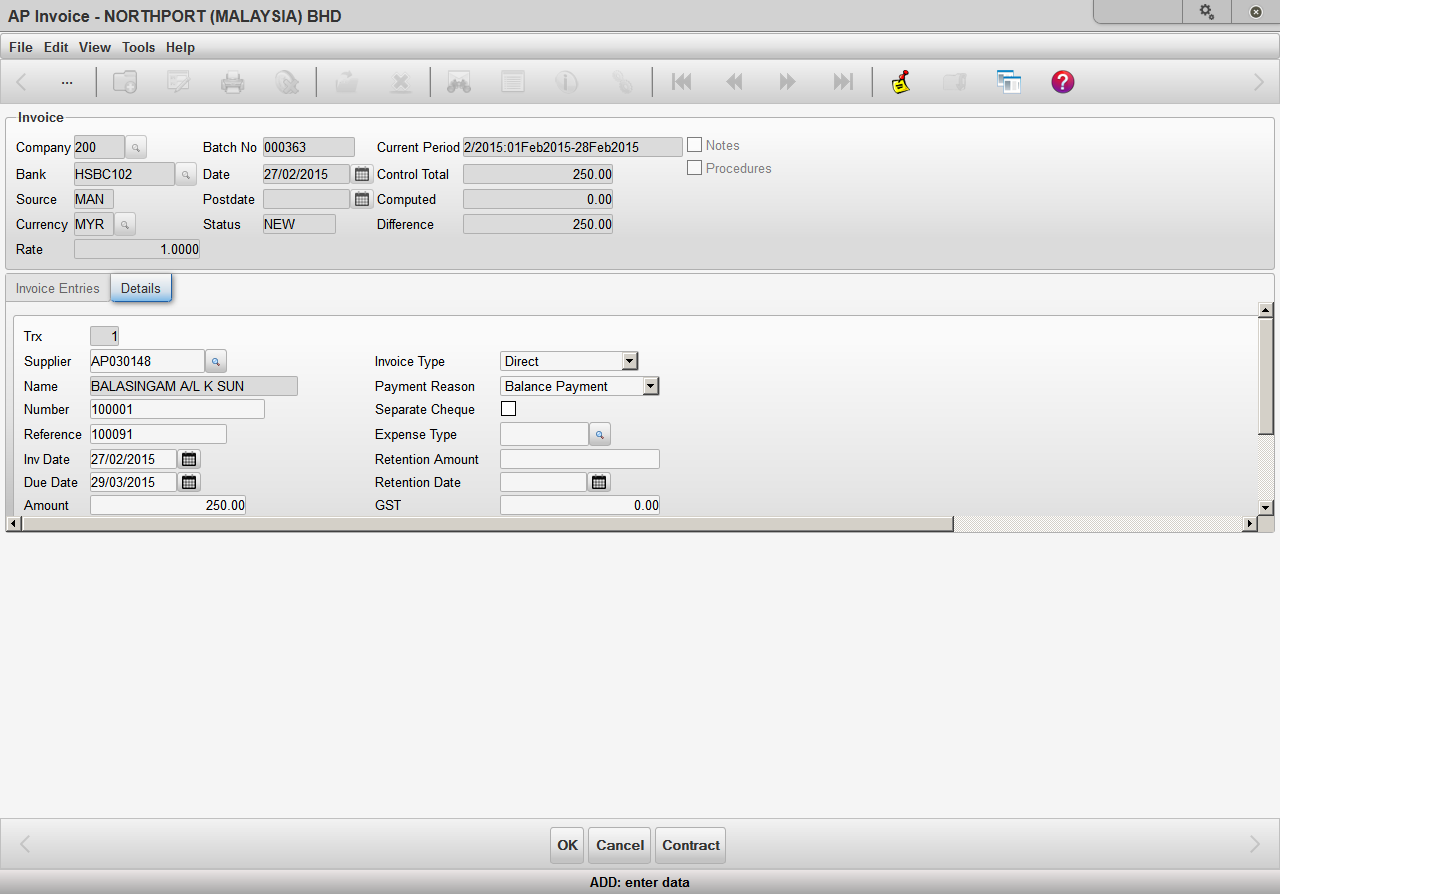 AP Invoice - NORTHPORT (MALAYSIA) BHD
File Edit View Tools Help
...
Invoice
Company 200 Batch No 000363 Current Period 2/2015:01Feb2015-28Feb2015 Notes
Bank HSBC102 Date 27/02/2015 Control Total 250.00 Procedures
Source MAN Postdate Computed 0.00
Currency MYR Status NEW Difference 250.00
Rate 1.0000
Invoice Entries Details
Trx 1
Supplier AP030148 Invoice Type Direct
Name BALASINGAM A/L K SUN Payment Reason Balance Payment
Number 100001 Separate Cheque
Reference 100091 Expense Type
Inv Date 27/02/2015 Retention Amount
Due Date 29/03/2015 Retention Date
Amount 250.00 GST 0.00
OK Cancel Contract
ADD: enter data